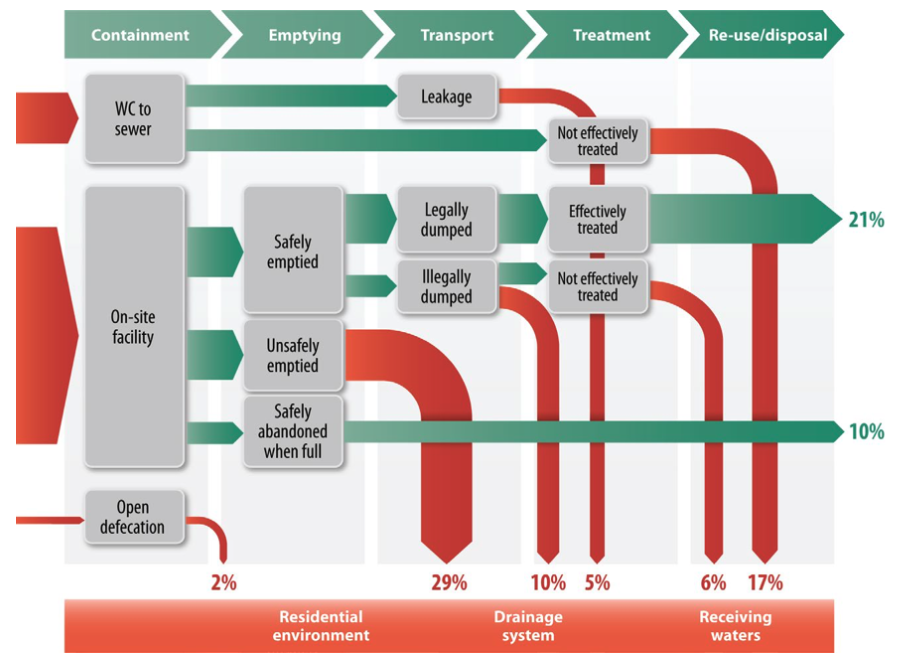 Containment
Emptying
Transport
Treatment
Re-use/disposal
WC to
sewer
Leakage
Not effectively
treated
On-site
facility
Safely
emptied
Legally
dumped
Effectively
treated
21%
Illegally
dumped
Not effectively
treated
Unsafely
emptied
Safely
abandoned
when full
10%
Open
defecation
2%
29%
10%
5%
6%
17%
Residential
environment
Drainage
system
Receiving
waters